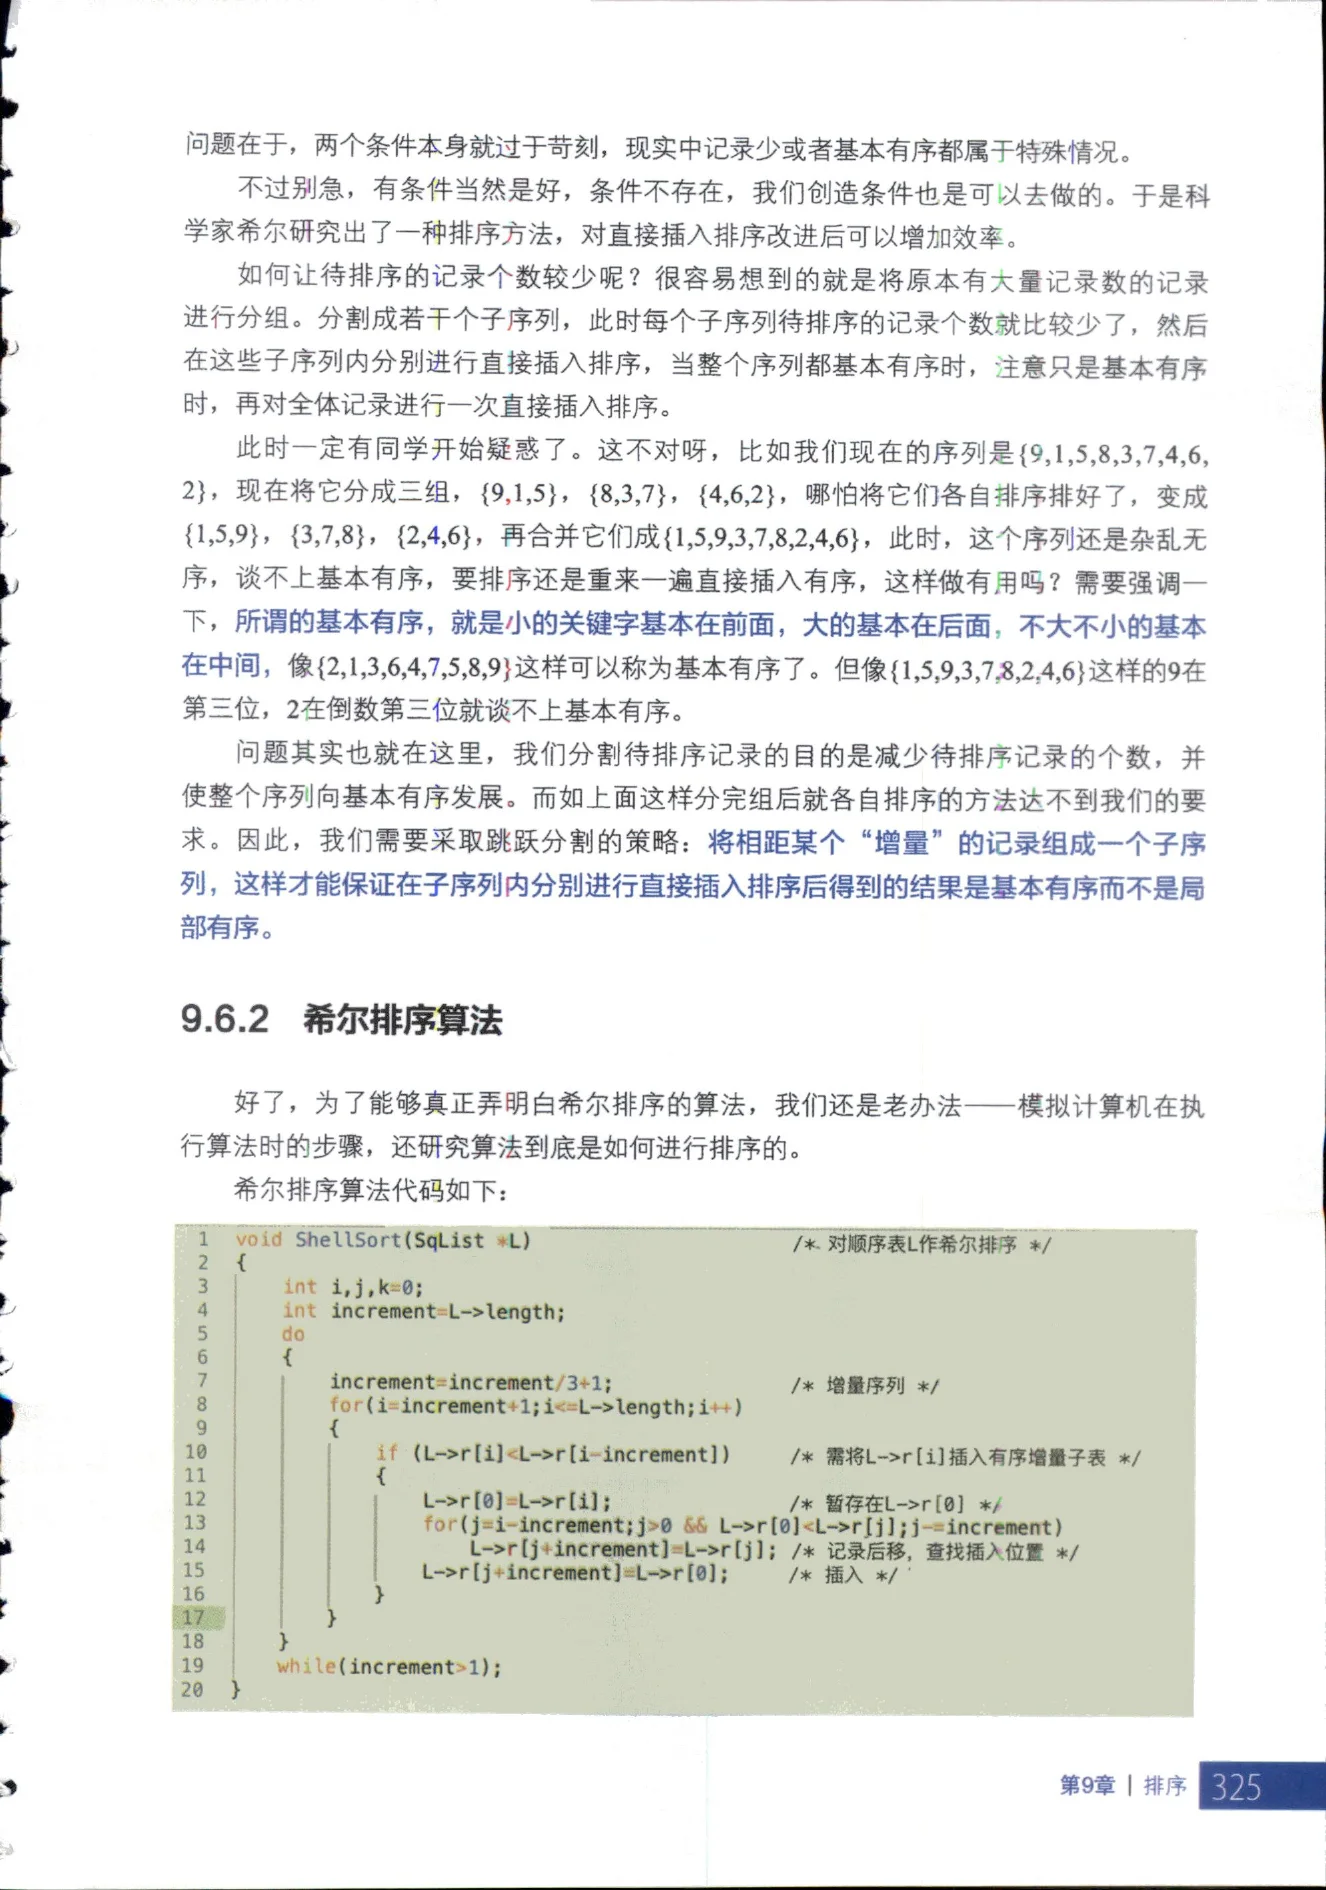 问题在于，两个条件本身就过于苛刻，现实中记录少或者基本有序都属于特殊情况。
不过别急，有条件当然是好，条件不存在，我们创造条件也是可以去做的。于是科
学家希尔研究出了一种排序方法，对直接插入排序改进后可以增加效率。
如何让待排序的记录个数较少呢？很容易想到的就是将原本有大量记录数的记录
进行分组。分割成若干个子序列，此时每个子序列待排序的记录个数就比较少了，然后
在这些子序列内分别进行直接插入排序，当整个序列都基本有序时，注意只是基本有序
时，再对全体记录进行一次直接插入排序。
此时一定有同学开始疑惑了。这不对呀，比如我们现在的序列是{9,1,5,8,3,7,4,6,
2}，现在将它分成三组，{9,1,5}，{8,3,7}，{4,6,2}，哪怕将它们各自排序排好了，变成
{1,5,9}，{3,7,8}，{2,4,6}，再合并它们成{1,5,9,3,7,8,2,4,6}，此时，这个序列还是杂乱无
序，谈不上基本有序，要排序还是重来一遍直接插入有序，这样做有用吗？需要强调一
下，所谓的基本有序，就是小的关键字基本在前面，大的基本在后面，不大不小的基本
在中间，像{2,1,3,6,4,7,5,8,9}这样可以称为基本有序了。但像{1,5,9,3,7,8,2,4,6}这样的9在
第三位，2在倒数第三位就谈不上基本有序。
问题其实也就在这里，我们分割待排序记录的目的是减少待排序记录的个数，并
使整个序列向基本有序发展。而如上面这样分完组后就各自排序的方法达不到我们的要
求。因此，我们需要采取跳跃分割的策略：将相距某个“增量”的记录组成一个子序
列，这样才能保证在子序列内分别进行直接插入排序后得到的结果是基本有序而不是局
部有序。
9.6.2 希尔排序算法
好了，为了能够真正弄明白希尔排序的算法，我们还是老办法——模拟计算机在执
行算法时的步骤，还研究算法到底是如何进行排序的。
希尔排序算法代码如下：
1 void ShellSort(SqList *L) /* 对顺序表L作希尔排序 */
2 {
3 int i,j,k=0;
4 int increment=L->length;
5 do
6 {
7 increment=increment/3+1; /* 增量序列 */
8 for(i=increment+1;i<=L->length;i++)
9 {
10 if (L->r[i]<L->r[i-increment]) /* 需将L->r[i]插入有序增量子表 */
11 {
12 L->r[0]=L->r[i]; /* 暂存在L->r[0] */
13 for(j=i-increment;j>0 && L->r[0]<L->r[j];j-=increment)
14 L->r[j+increment]=L->r[j]; /* 记录后移，查找插入位置 */
15 L->r[j+increment]=L->r[0]; /* 插入 */
16 }
17 }
18 }
19 while(increment>1);
20 }
第9章 | 排序 325